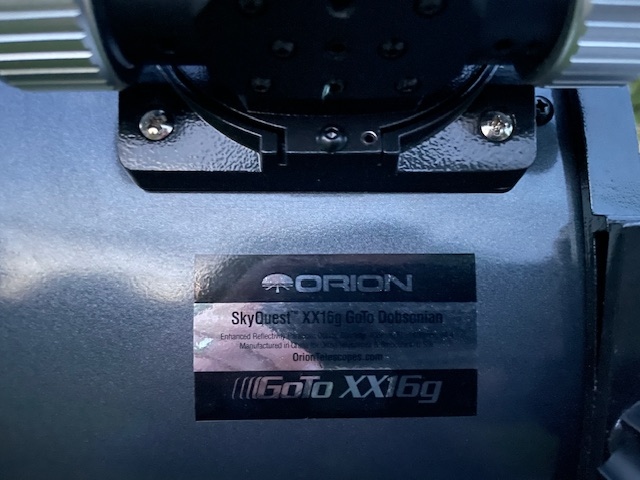 ORION
SkyQuest™ XX16g GoTo Dobsonian
Enhanced Reflectivity
Manufactured in
OrionTelescopes.com
GoTo XX16g